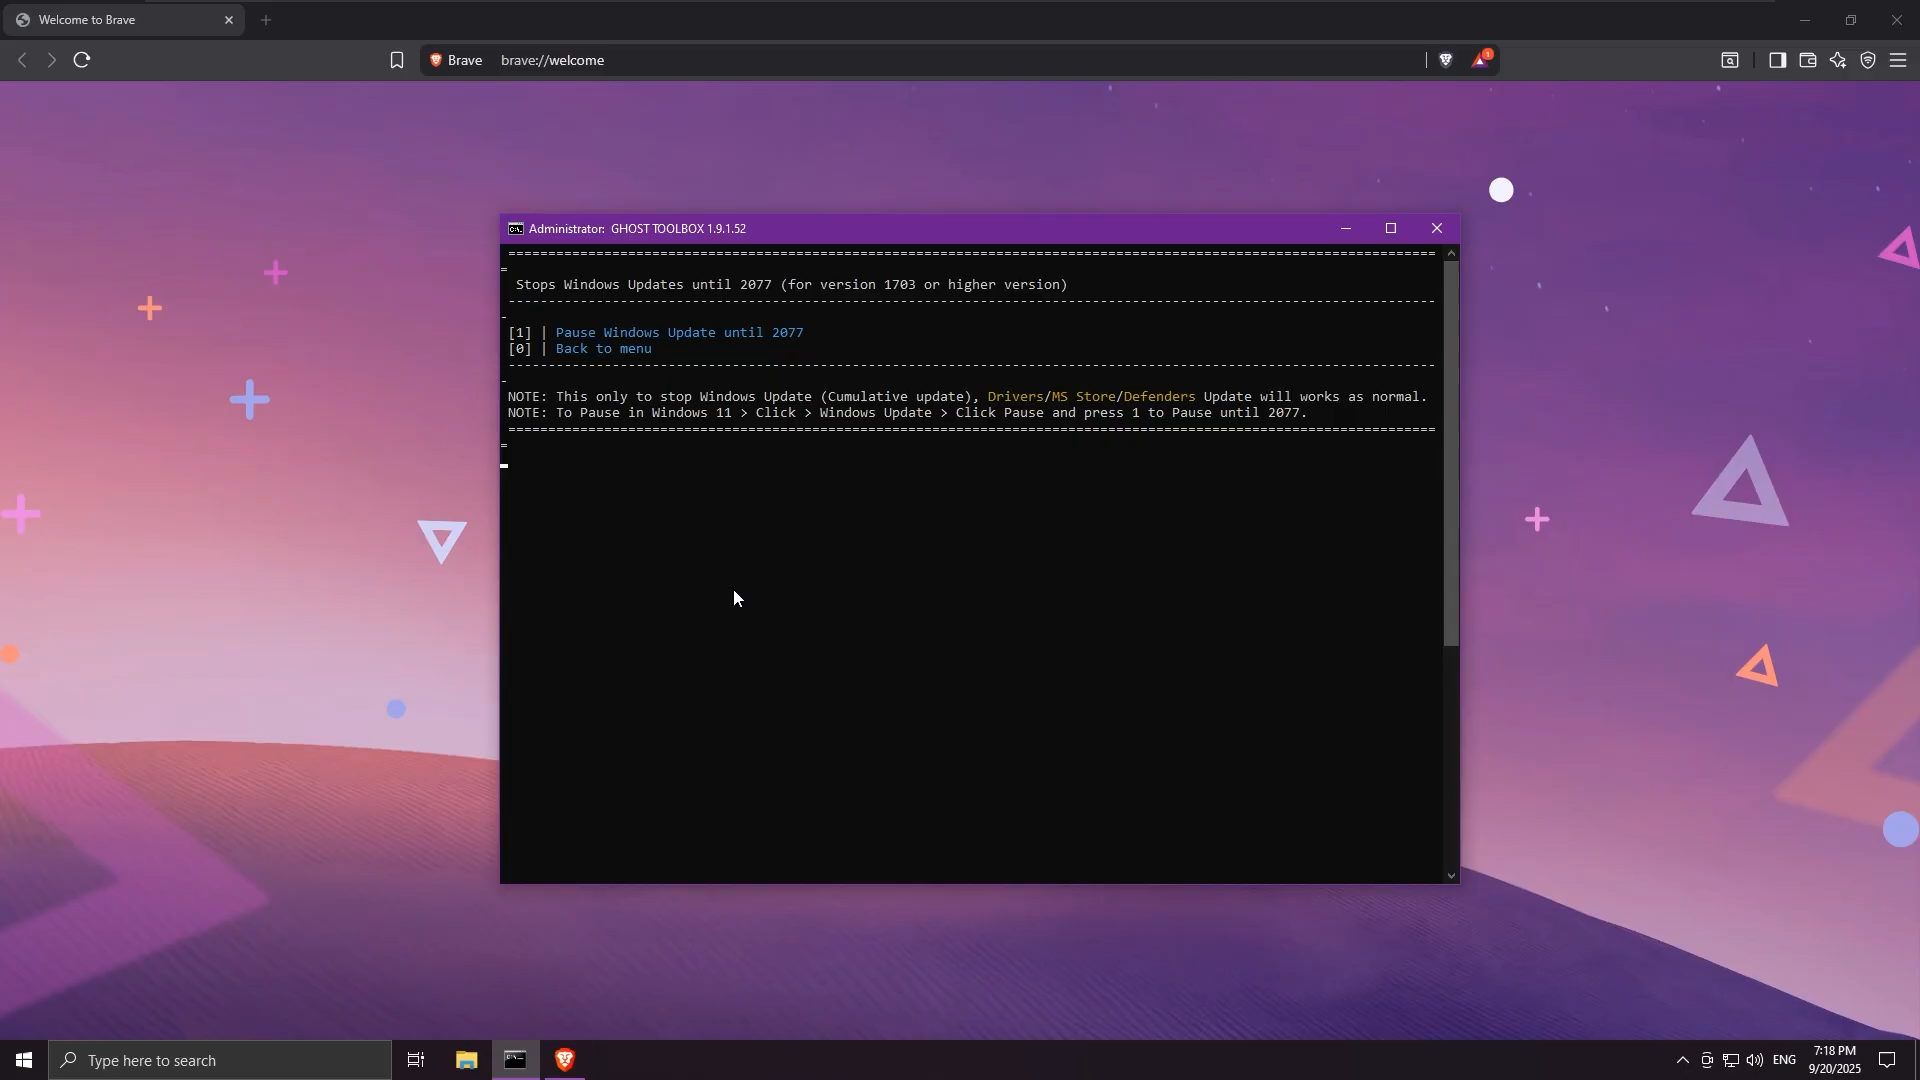 Welcome to Brave
Brave brave://welcome
1
Administrator: GHOST TOOLBOX 1.9.1.52
====================================================================================================================
=
Stops Windows Updates until 2077 (for version 1703 or higher version)
--------------------------------------------------------------------------------------------------------------------
-
[1] | Pause Windows Update until 2077
[0] | Back to menu
--------------------------------------------------------------------------------------------------------------------
-
NOTE: This only to stop Windows Update (Cumulative update), Drivers/MS Store/Defenders Update will works as normal.
NOTE: To Pause in Windows 11 > Click > Windows Update > Click Pause and press 1 to Pause until 2077.
====================================================================================================================
=
Type here to search
ENG
7:18 PM
9/20/2025